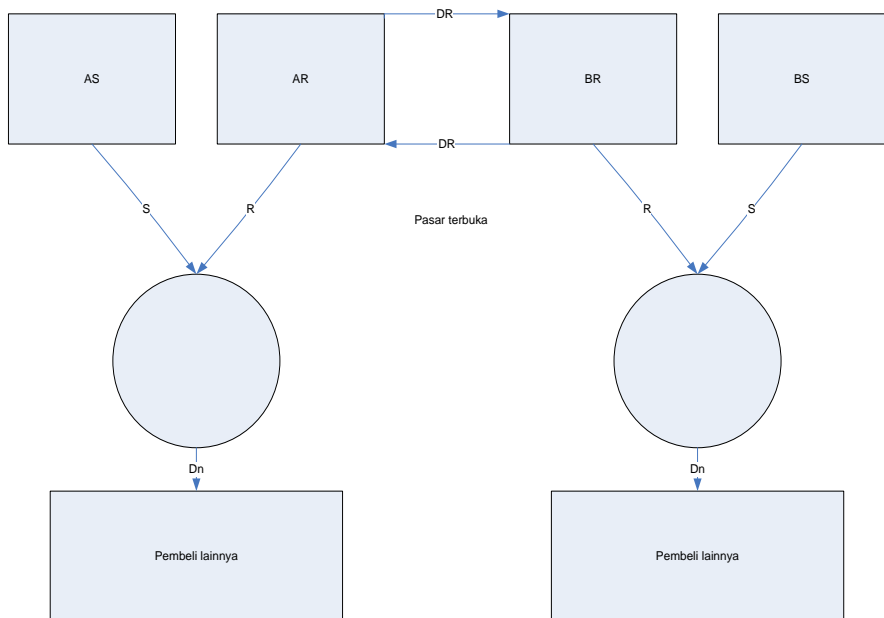 DR
AS
AR
BR
BS
DR
S
R
R
S
Pasar terbuka
Dn
Dn
Pembeli lainnya
Pembeli lainnya